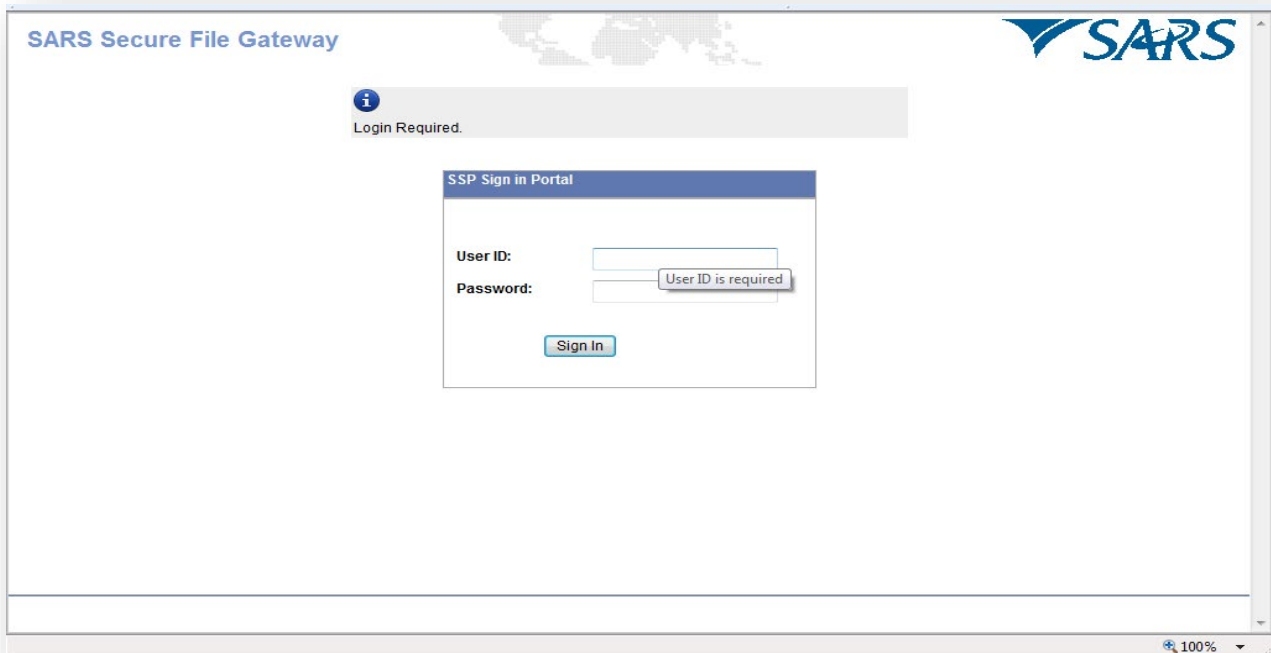 SARS Secure File Gateway
SARS
Login Required.
SSP Sign in Portal
User ID:
User ID is required
Password:
Sign In
100%